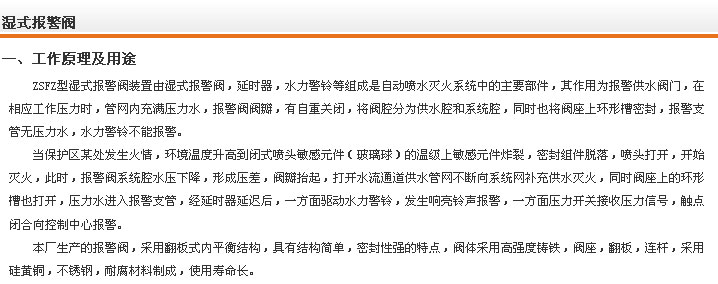 湿式报警阀
一、工作原理及用途
ZSFZ型湿式报警阀装置由湿式报警阀，延时器，水力警铃等组成是自动喷水灭火系统中的主要部件，其作用为报警供水阀门，在
相应工作压力时，管网内充满压力水，报警阀阀瓣，有自重关闭，将阀腔分为供水腔和系统腔，同时也将阀座上环形槽密封，报警支
管无压力水，水力警铃不能报警。
当保护区某处发生火情，环境温度升高到闭式喷头敏感元件（玻璃球）的温级上敏感元件炸裂，密封组件脱落，喷头打开，开始
灭火，此时，报警阀系统腔水压下降，形成压差，阀瓣抬起，打开水流通道供水管网不断向系统网补充供水灭火，同时阀座上的环形
槽也打开，压力水进入报警支管，经延时器延迟后，一方面驱动水力警铃，发生响亮铃声报警，一方面压力开关接收压力信号，触点
闭合向控制中心报警。
本厂生产的报警阀，采用翻板式内平衡结构，具有结构简单，密封性强的特点，阀体采用高强度铸铁，阀座，翻板，连杆，采用
硅黄铜，不锈钢，耐腐材料制成，使用寿命长。